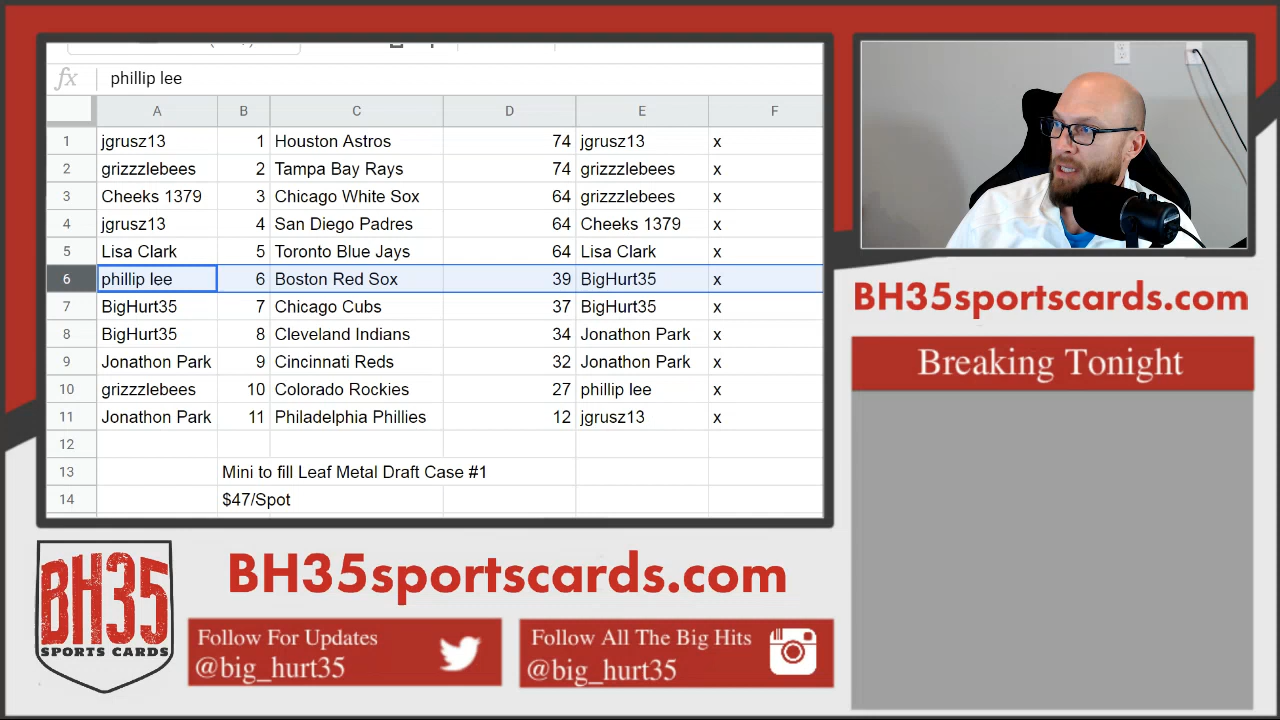 fx phillip lee
A B C D E F
1 jgrusz13 1 Houston Astros 74 jgrusz13 x
2 grizzzlebees 2 Tampa Bay Rays 74 grizzzlebees x
3 Cheeks 1379 3 Chicago White Sox 64 grizzzlebees x
4 jgrusz13 4 San Diego Padres 64 Cheeks 1379 x
5 Lisa Clark 5 Toronto Blue Jays 64 Lisa Clark x
6 phillip lee 6 Boston Red Sox 39 BigHurt35 x
7 BigHurt35 7 Chicago Cubs 37 BigHurt35 x
8 BigHurt35 8 Cleveland Indians 34 Jonathon Park x
9 Jonathon Park 9 Cincinnati Reds 32 Jonathon Park x
10 grizzzlebees 10 Colorado Rockies 27 phillip lee x
11 Jonathon Park 11 Philadelphia Phillies 12 jgrusz13 x
12
13 Mini to fill Leaf Metal Draft Case #1
14 $47/Spot
BH35sportscards.com
Breaking Tonight
BH35
SPORTS CARDS
BH35sportscards.com
Follow For Updates
@big_hurt35
Follow All The Big Hits
@big_hurt35